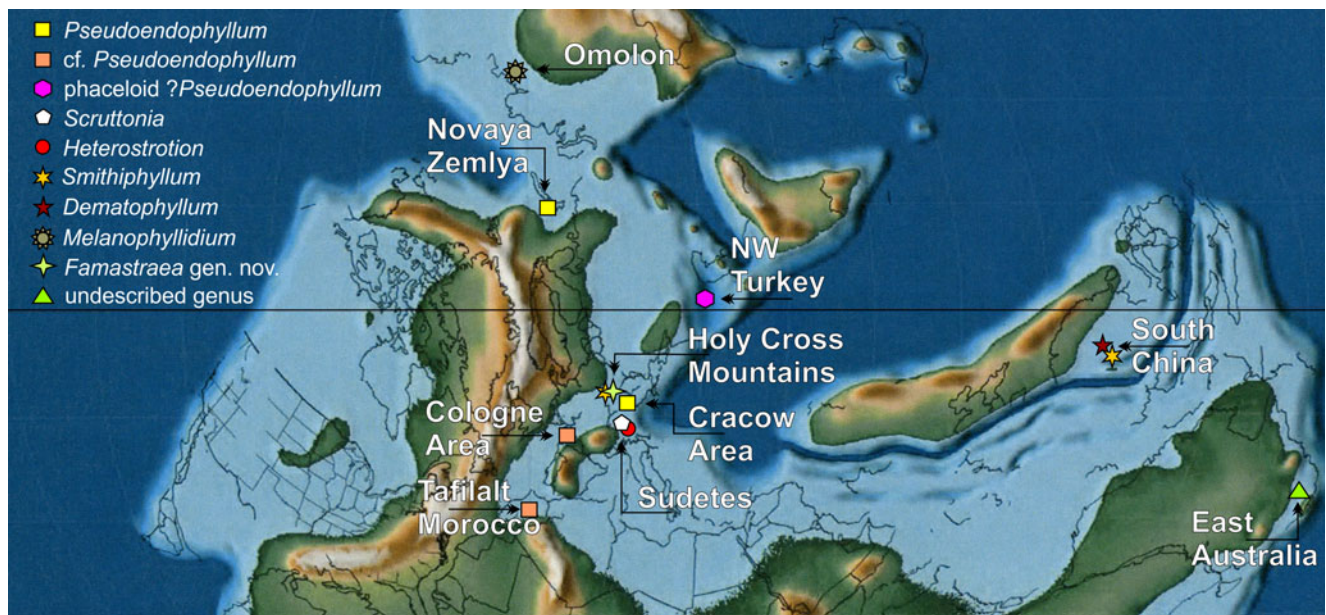 Pseudoendophyllum
cf. Pseudoendophyllum
phaceloid ?Pseudoendophyllum
Scruttonia
Heterostrotion
Smithiphyllum
Dematophyllum
Melanophyllidium
Famastraea gen. nov.
undescribed genus
Omolon
Novaya
Zemlya
NW
Turkey
Holy Cross
Mountains
South
China
Cologne
Area
Cracow
Area
Tafilalt
Morocco
Sudetes
East
Australia